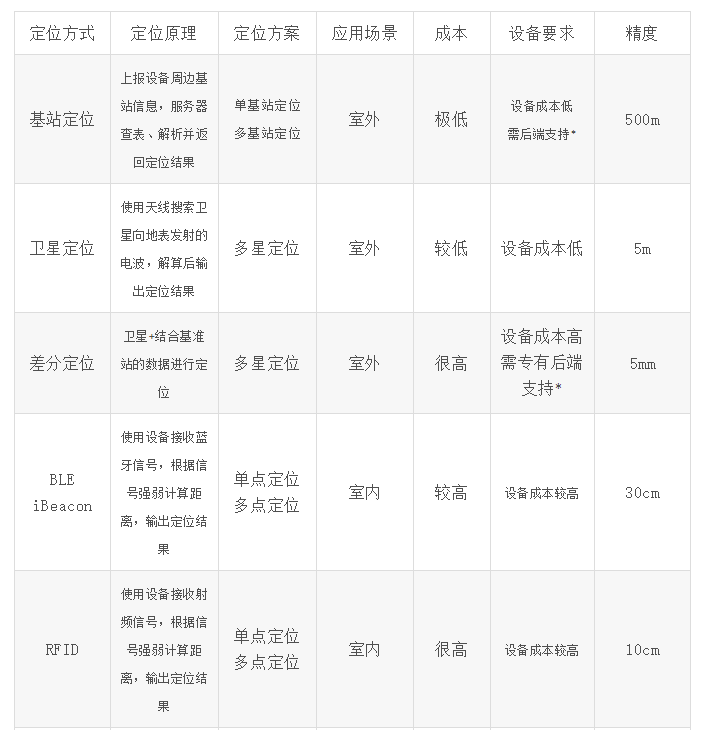 定位方式 定位原理 定位方案 应用场景 成本 设备要求 精度
基站定位
上报设备周边基
站信息，服务器
查表、解析并返
回定位结果
单基站定位
多基站定位
室外
极低
设备成本低
需后端支持*
500m
卫星定位
使用天线搜索卫
星向地表发射的
电波，解算后输
出定位结果
多星定位
室外
较低
设备成本低
5m
差分定位
卫星+结合基准
站的数据进行定
位
多星定位
室外
很高
设备成本高
需专有后端
支持*
5mm
BLE
iBeacon
使用设备接收蓝
牙信号，根据信
号强弱计算距
离，输出定位结
果
单点定位
多点定位
室内
较高
设备成本较高
30cm
RFID
使用设备接收射
频信号，根据信
号强弱计算距
离，输出定位结
果
单点定位
多点定位
室内
很高
设备成本较高
10cm